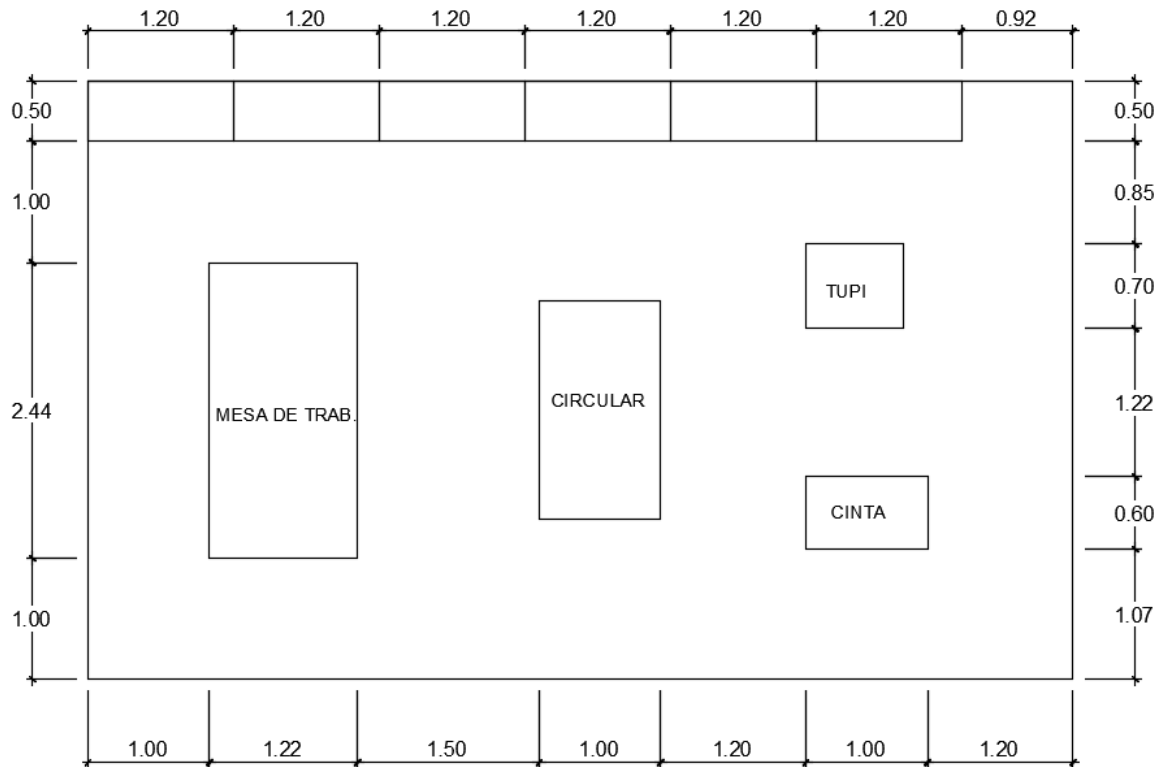 1.20 1.20 1.20 1.20 1.20 1.20 0.92
0.50 0.50
1.00 0.85
TUPI 0.70
2.44 MESA DE TRAB. CIRCULAR 1.22
CINTA 0.60
1.00 1.07
1.00 1.22 1.50 1.00 1.20 1.00 1.20